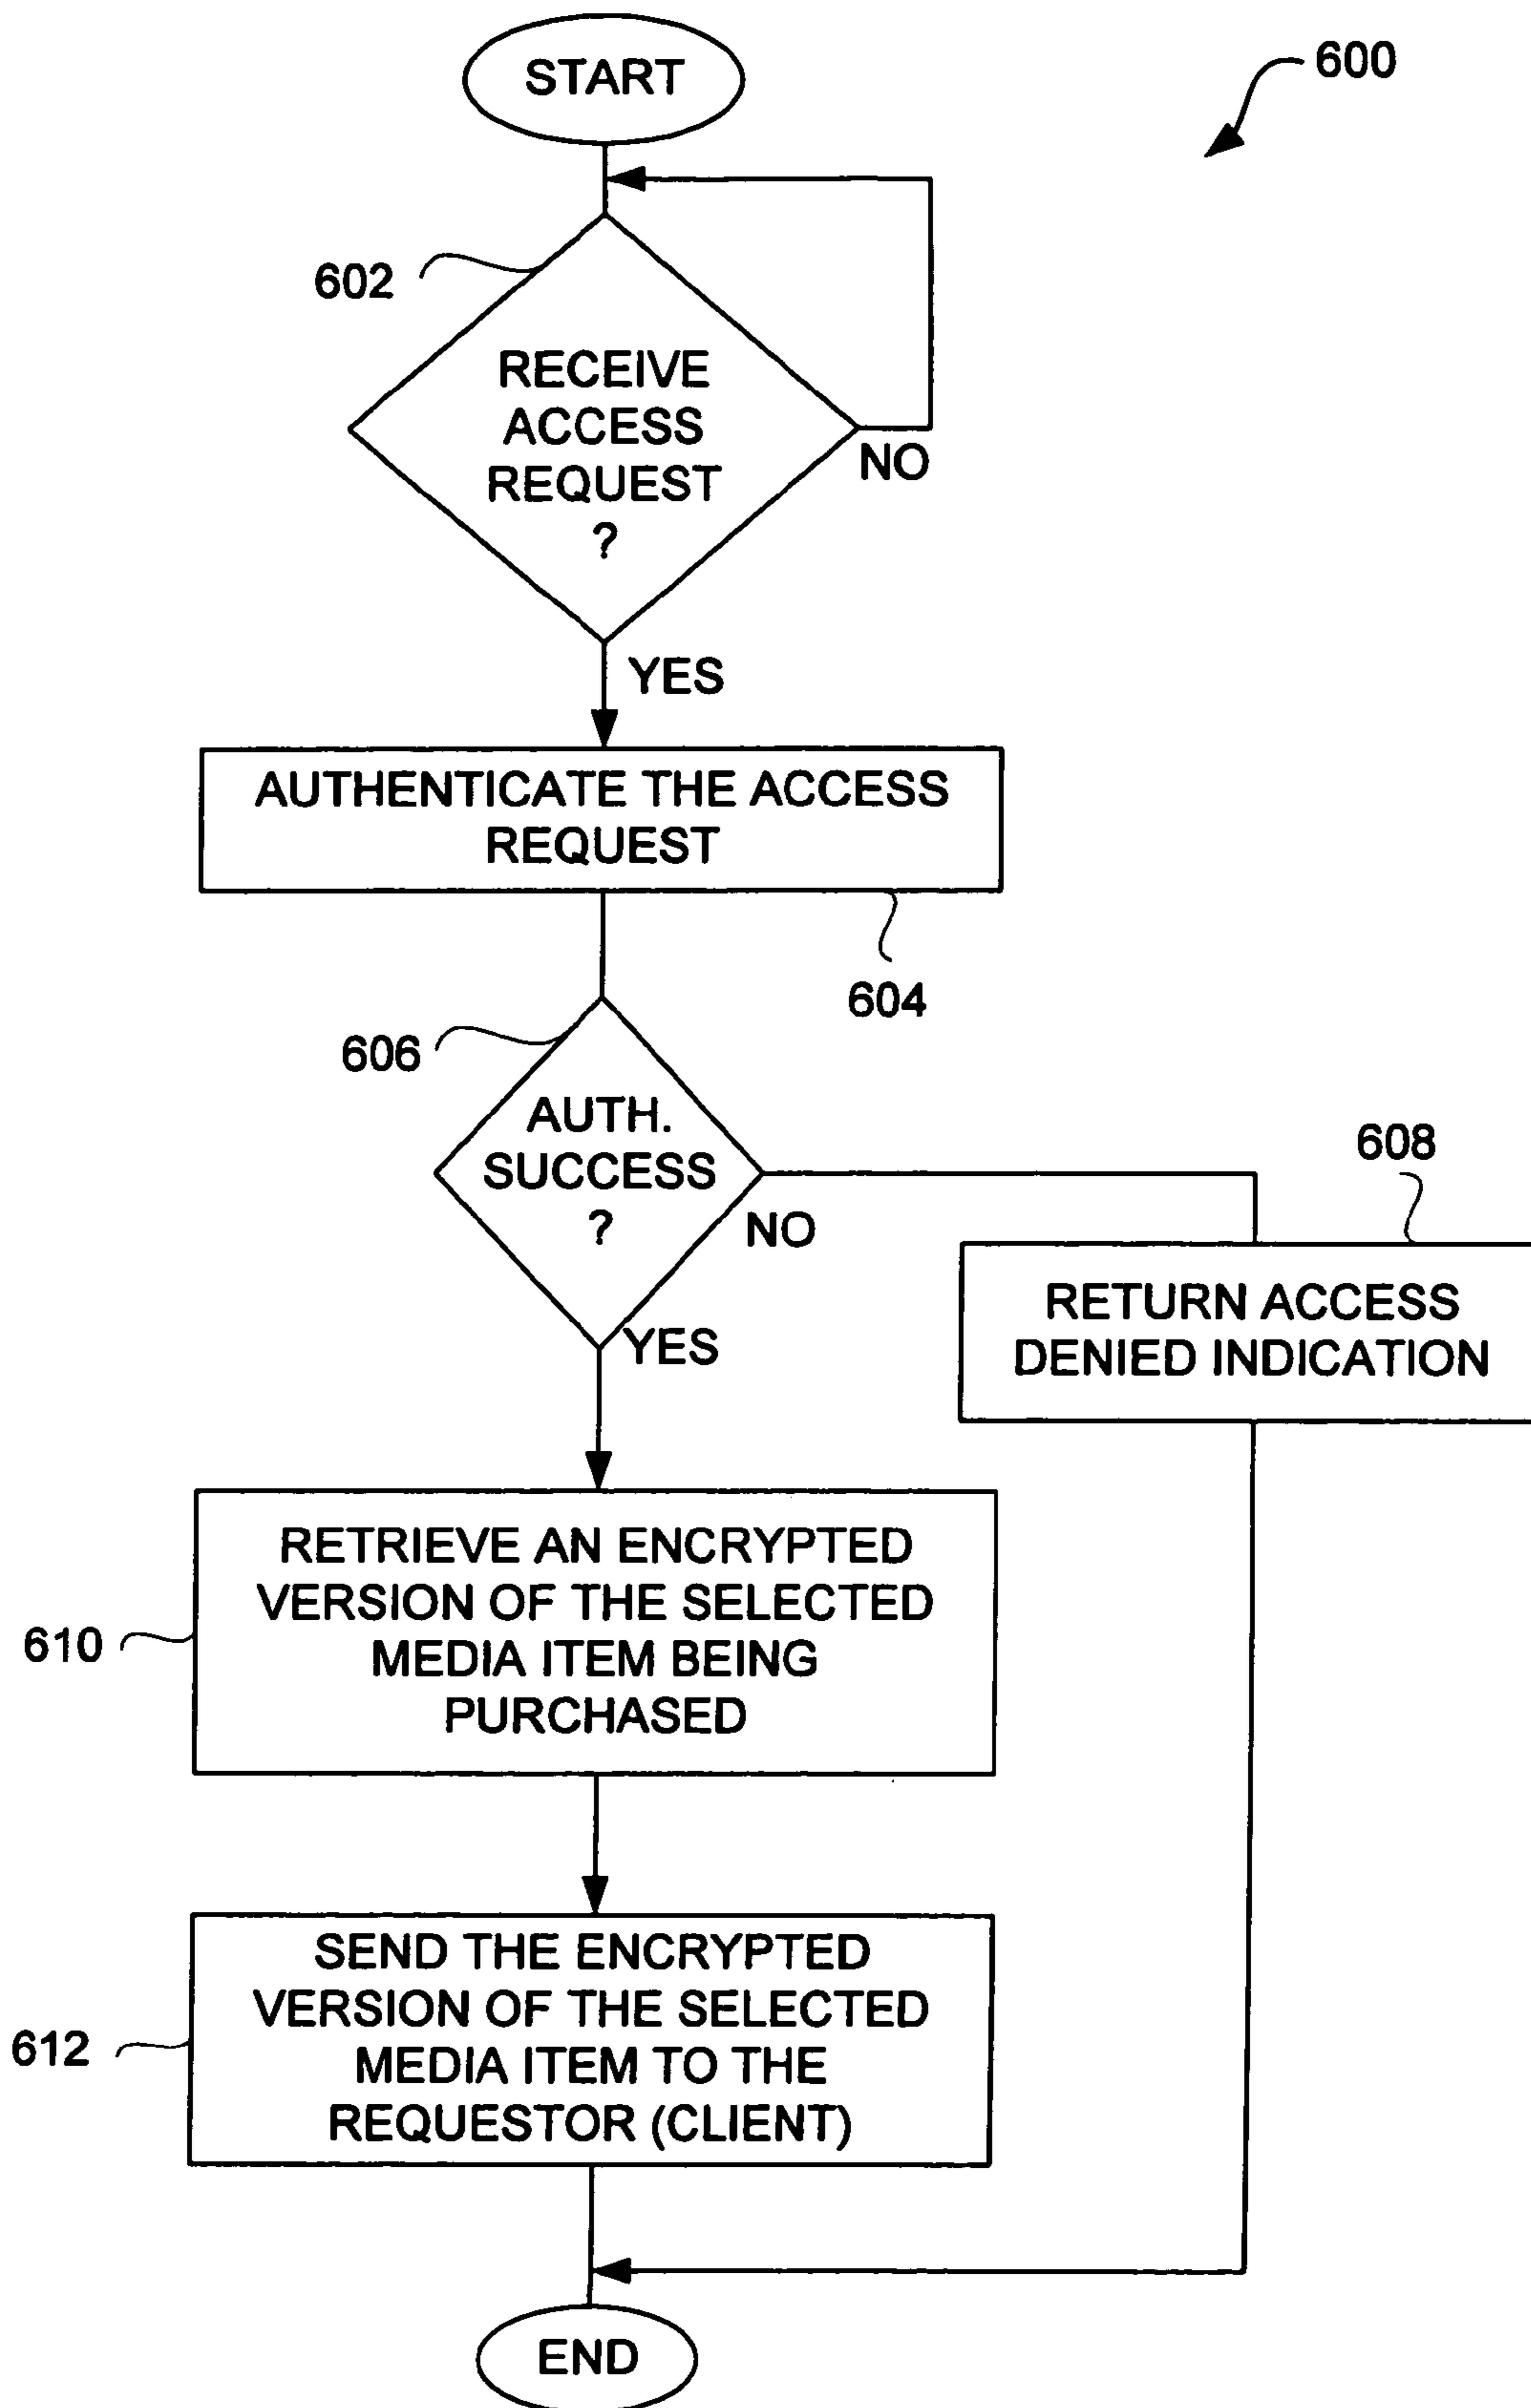 START
600
602
RECEIVE
ACCESS
REQUEST
?
NO
YES
AUTHENTICATE THE ACCESS
REQUEST
604
606
AUTH.
SUCCESS
?
NO
YES
608
RETURN ACCESS
DENIED INDICATION
610
RETRIEVE AN ENCRYPTED
VERSION OF THE SELECTED
MEDIA ITEM BEING
PURCHASED
612
SEND THE ENCRYPTED
VERSION OF THE SELECTED
MEDIA ITEM TO THE
REQUESTOR (CLIENT)
END